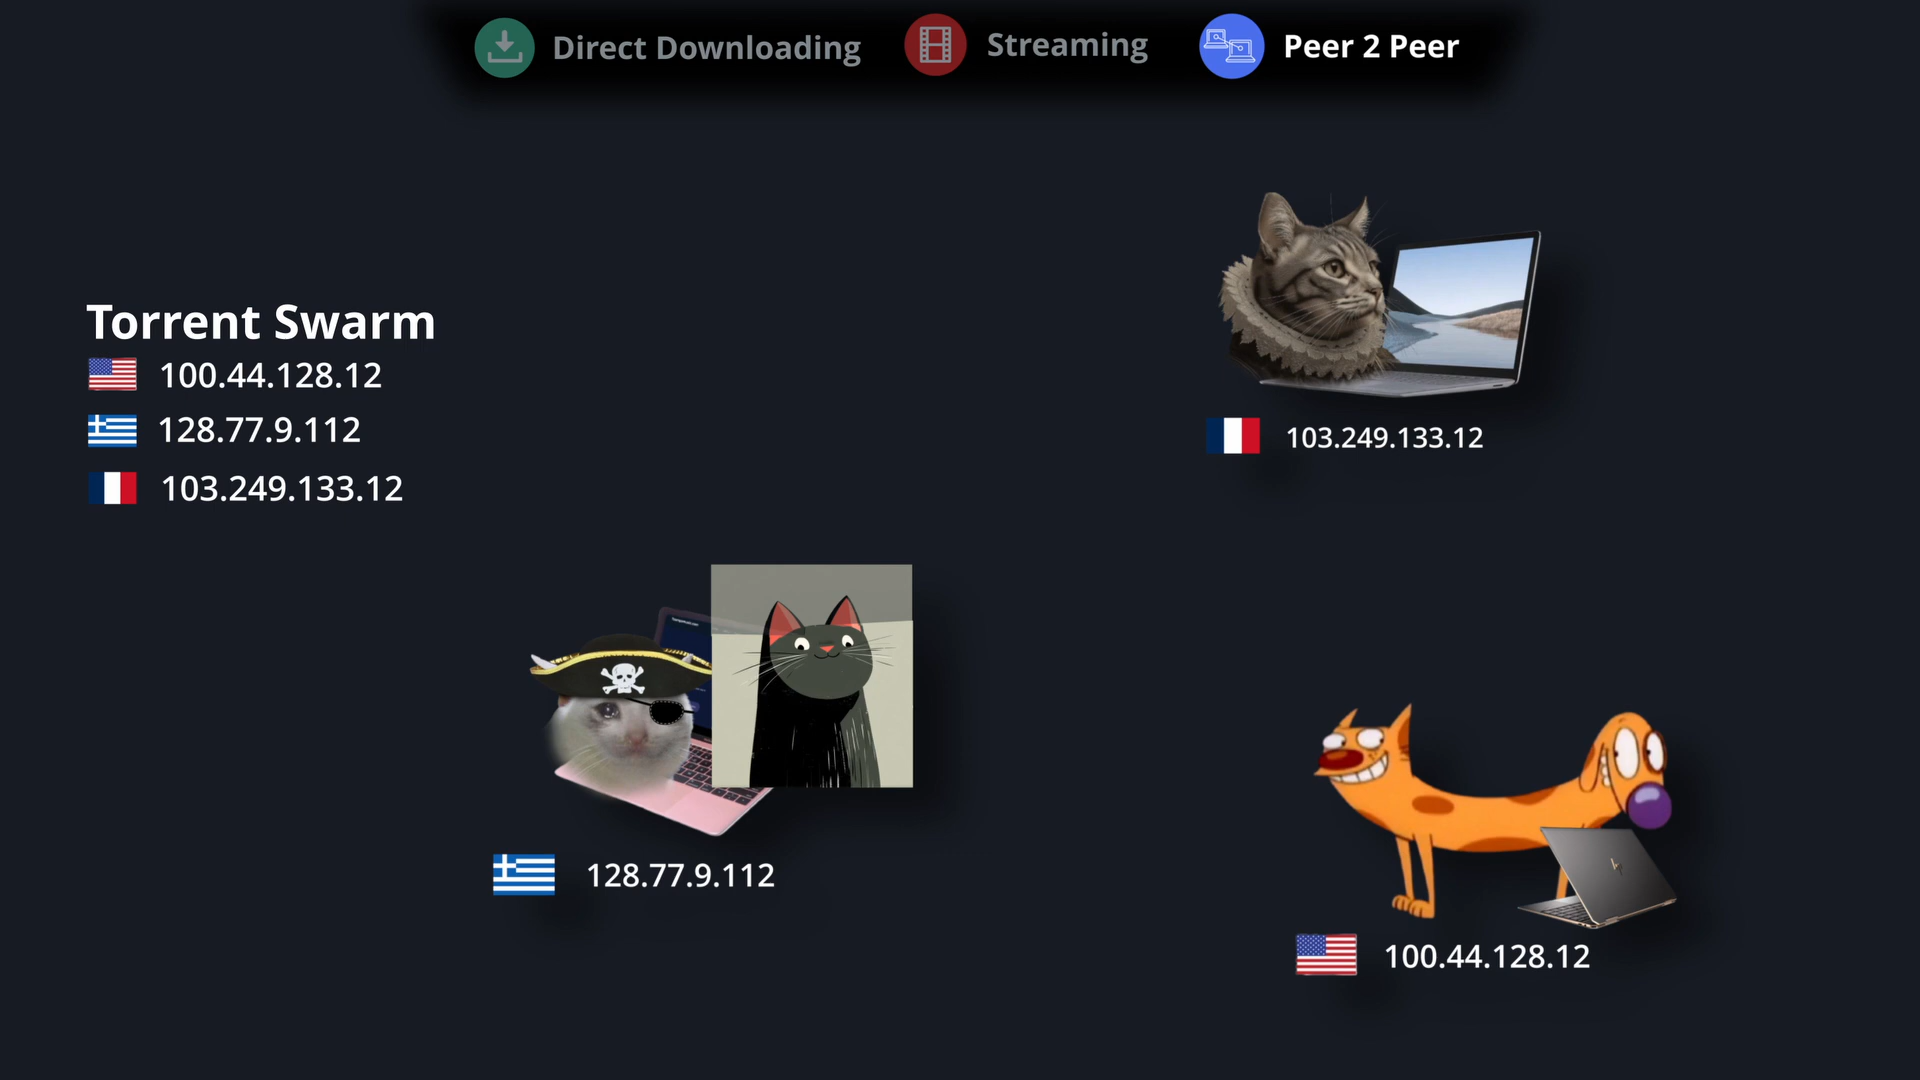 Direct Downloading
Streaming
Peer 2 Peer
Torrent Swarm
100.44.128.12
128.77.9.112
103.249.133.12
103.249.133.12
128.77.9.112
100.44.128.12